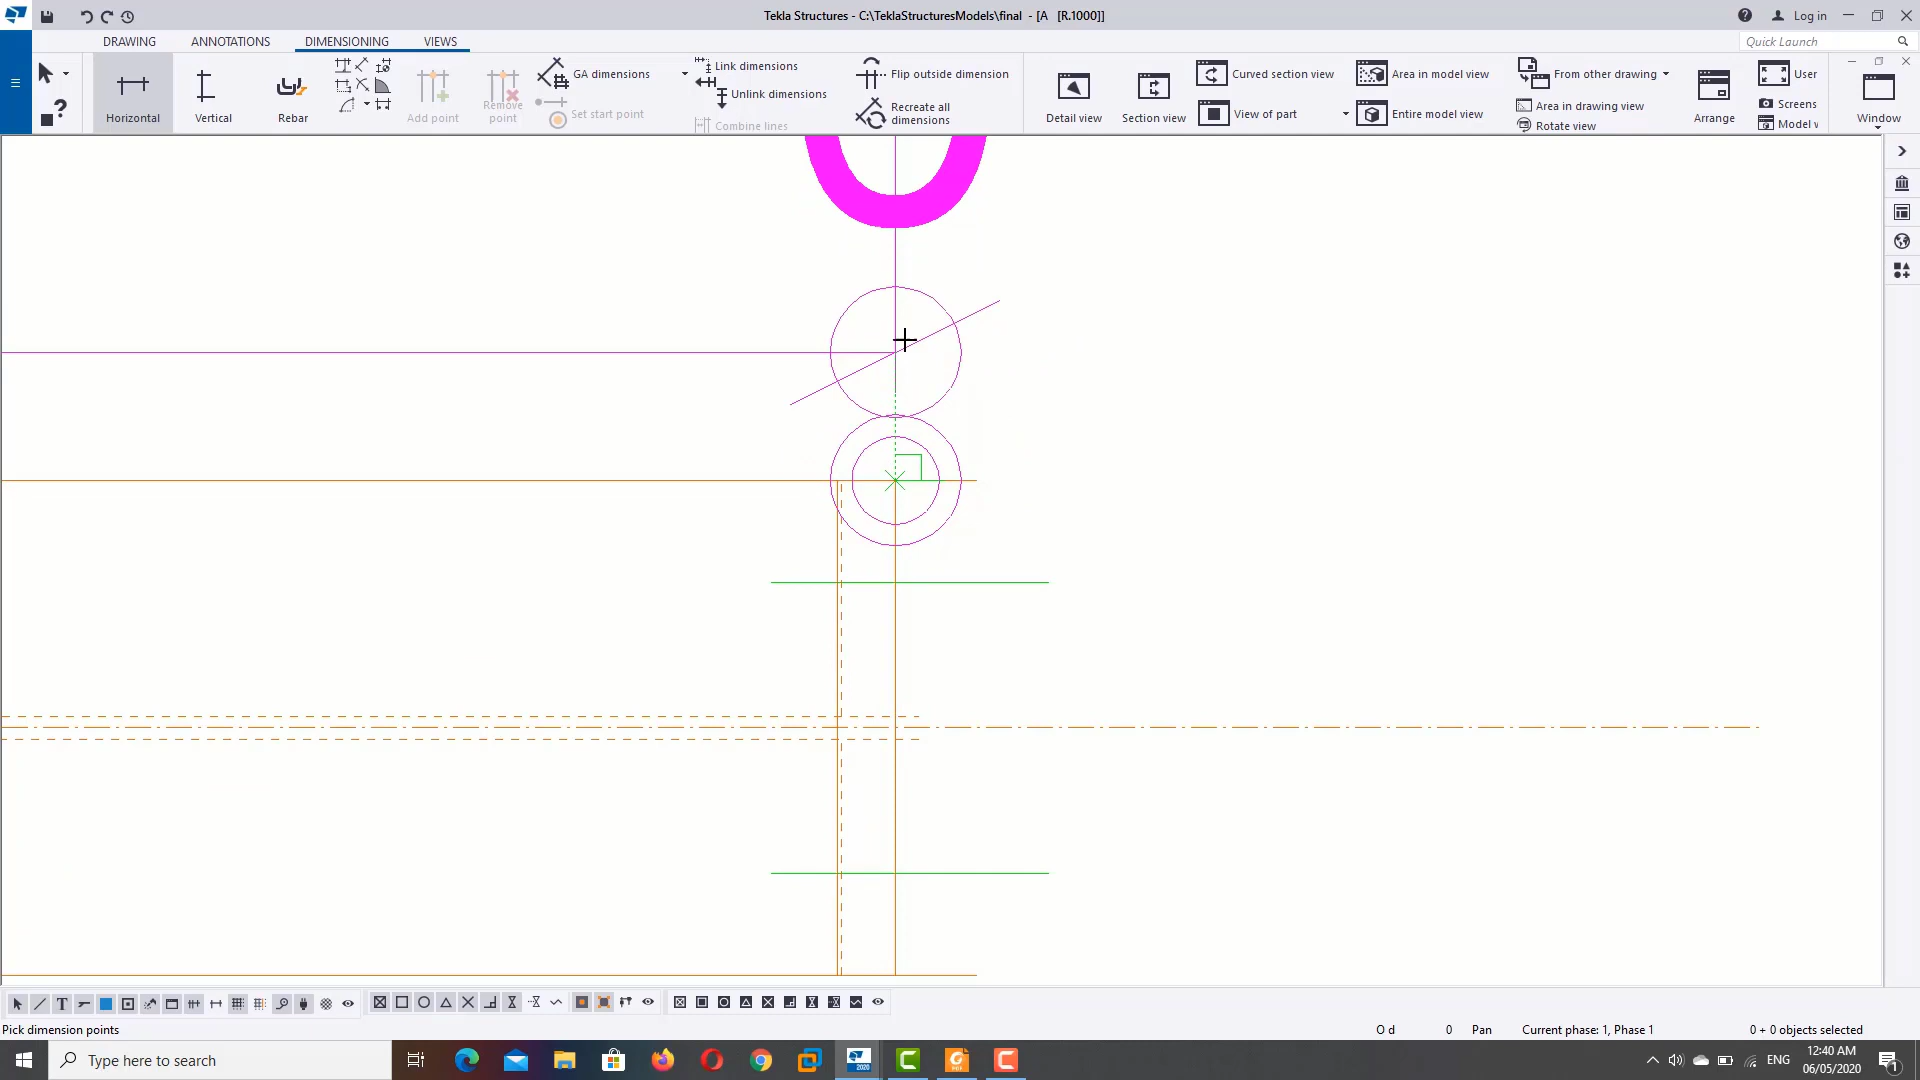 Tekla Structures - C:\TeklaStructuresModels\final - [A [R.1000]]
Log in
DRAWING
ANNOTATIONS
DIMENSIONING
VIEWS
Quick Launch
Horizontal
Vertical
Rebar
Add point
Remove point
GA dimensions
Set start point
Link dimensions
Unlink dimensions
Combine lines
Flip outside dimension
Recreate all dimensions
Detail view
Section view
Curved section view
View of part
Area in model view
Entire model view
From other drawing
Area in drawing view
Rotate view
Arrange
User
Screens
Model v
Window
Pick dimension points
O d
0
Pan
Current phase: 1, Phase 1
0 + 0 objects selected
Type here to search
2020
ENG
12:40 AM
06/05/2020
1